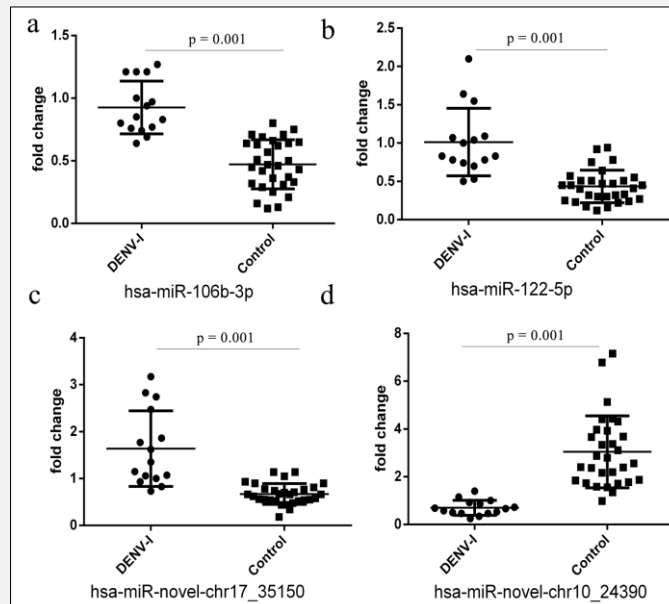 a
p = 0.001
fold change
1.5
1.0
0.5
0.0
DENV-I
Control
hsa-miR-106b-3p
b
p = 0.001
fold change
2.5
2.0
1.5
1.0
0.5
0.0
DENV-I
Control
hsa-miR-122-5p
c
p = 0.001
fold change
4
3
2
1
0
DENV-I
Control
hsa-miR-novel-chr17_35150
d
p = 0.001
fold change
8
6
4
2
0
DENV-I
Control
hsa-miR-novel-chr10_24390